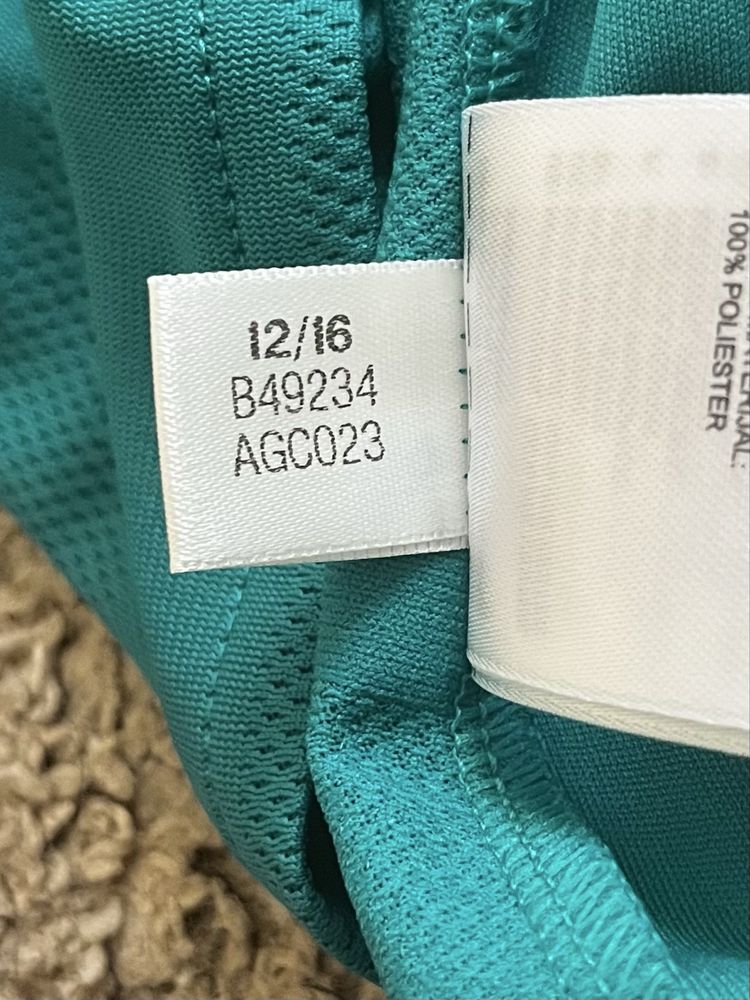 12/16
B49234
AGC023
100% POLIESTER